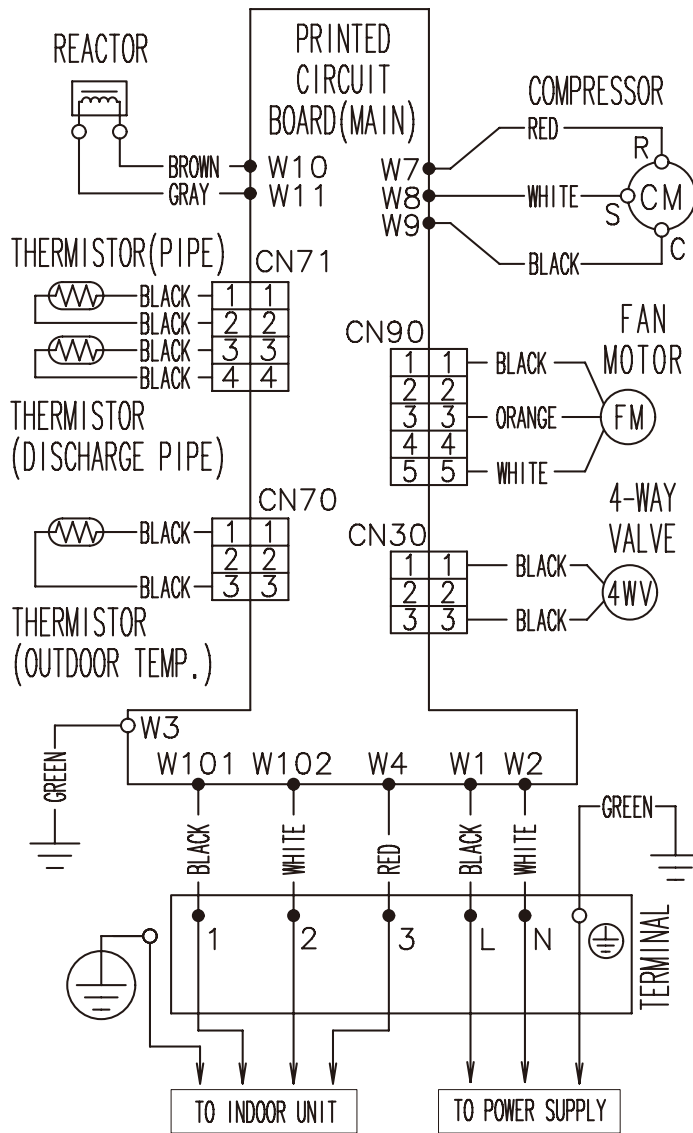 PRINTED
CIRCUIT
BOARD(MAIN)
REACTOR
BROWN
GRAY
W10
W11
COMPRESSOR
W7
W8
W9
RED
WHITE
BLACK
R
S
C
CM
THERMISTOR(PIPE)
CN71
BLACK 1 1
BLACK 2 2
BLACK 3 3
BLACK 4 4
THERMISTOR
(DISCHARGE PIPE)
FAN
MOTOR
CN90
1 1 BLACK
2 2
3 3 ORANGE
4 4
5 5 WHITE
FM
CN70
BLACK 1 1
2 2
BLACK 3 3
THERMISTOR
(OUTDOOR TEMP.)
4-WAY
VALVE
CN30
1 1 BLACK
2 2
3 3 BLACK
4WV
W3
GREEN
W101 W102 W4 W1 W2
BLACK WHITE RED BLACK WHITE
GREEN
1 2 3 L N
TERMINAL
TO INDOOR UNIT
TO POWER SUPPLY